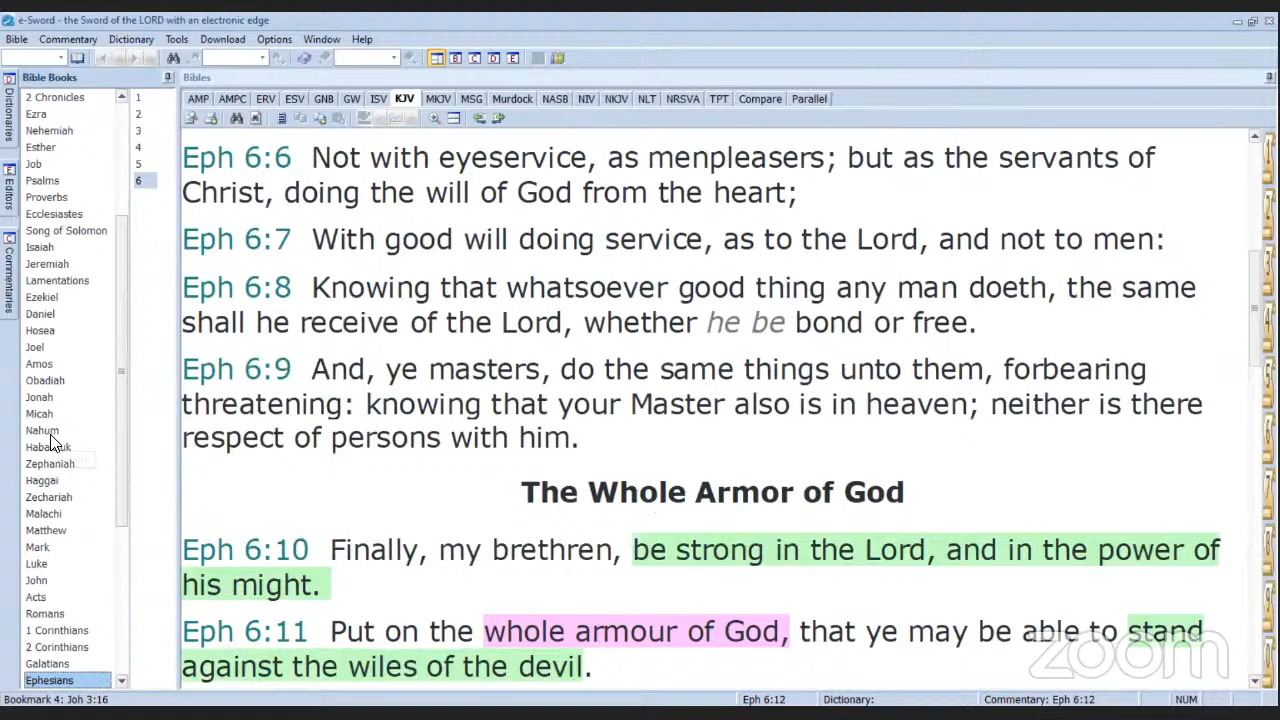 e-Sword - the Sword of the LORD with an electronic edge
Bible Commentary Dictionary Tools Download Options Window Help
B C D E
Bible Books
Bibles
D Dictionaries
E Editors
C Commentaries
2 Chronicles
Ezra
Nehemiah
Esther
Job
Psalms
Proverbs
Ecclesiastes
Song of Solomon
Isaiah
Jeremiah
Lamentations
Ezekiel
Daniel
Hosea
Joel
Amos
Obadiah
Jonah
Micah
Nahum
Habakkuk
Zephaniah
Haggai
Zechariah
Malachi
Matthew
Mark
Luke
John
Acts
Romans
1 Corinthians
2 Corinthians
Galatians
Ephesians
1
2
3
4
5
6
AMP AMPC ERV ESV GNB GW ISV KJV MKJV MSG Murdock NASB NIV NKJV NLT NRSVA TPT Compare Parallel
Eph 6:6 Not with eyeservice, as menpleasers; but as the servants of
Christ, doing the will of God from the heart;
Eph 6:7 With good will doing service, as to the Lord, and not to men:
Eph 6:8 Knowing that whatsoever good thing any man doeth, the same
shall he receive of the Lord, whether he be bond or free.
Eph 6:9 And, ye masters, do the same things unto them, forbearing
threatening: knowing that your Master also is in heaven; neither is there
respect of persons with him.
The Whole Armor of God
Eph 6:10 Finally, my brethren, be strong in the Lord, and in the power of
his might.
Eph 6:11 Put on the whole armour of God, that ye may be able to stand
against the wiles of the devil.
zoom
Bookmark 4: Joh 3:16
Eph 6:12
Dictionary:
Commentary: Eph 6:12
NUM